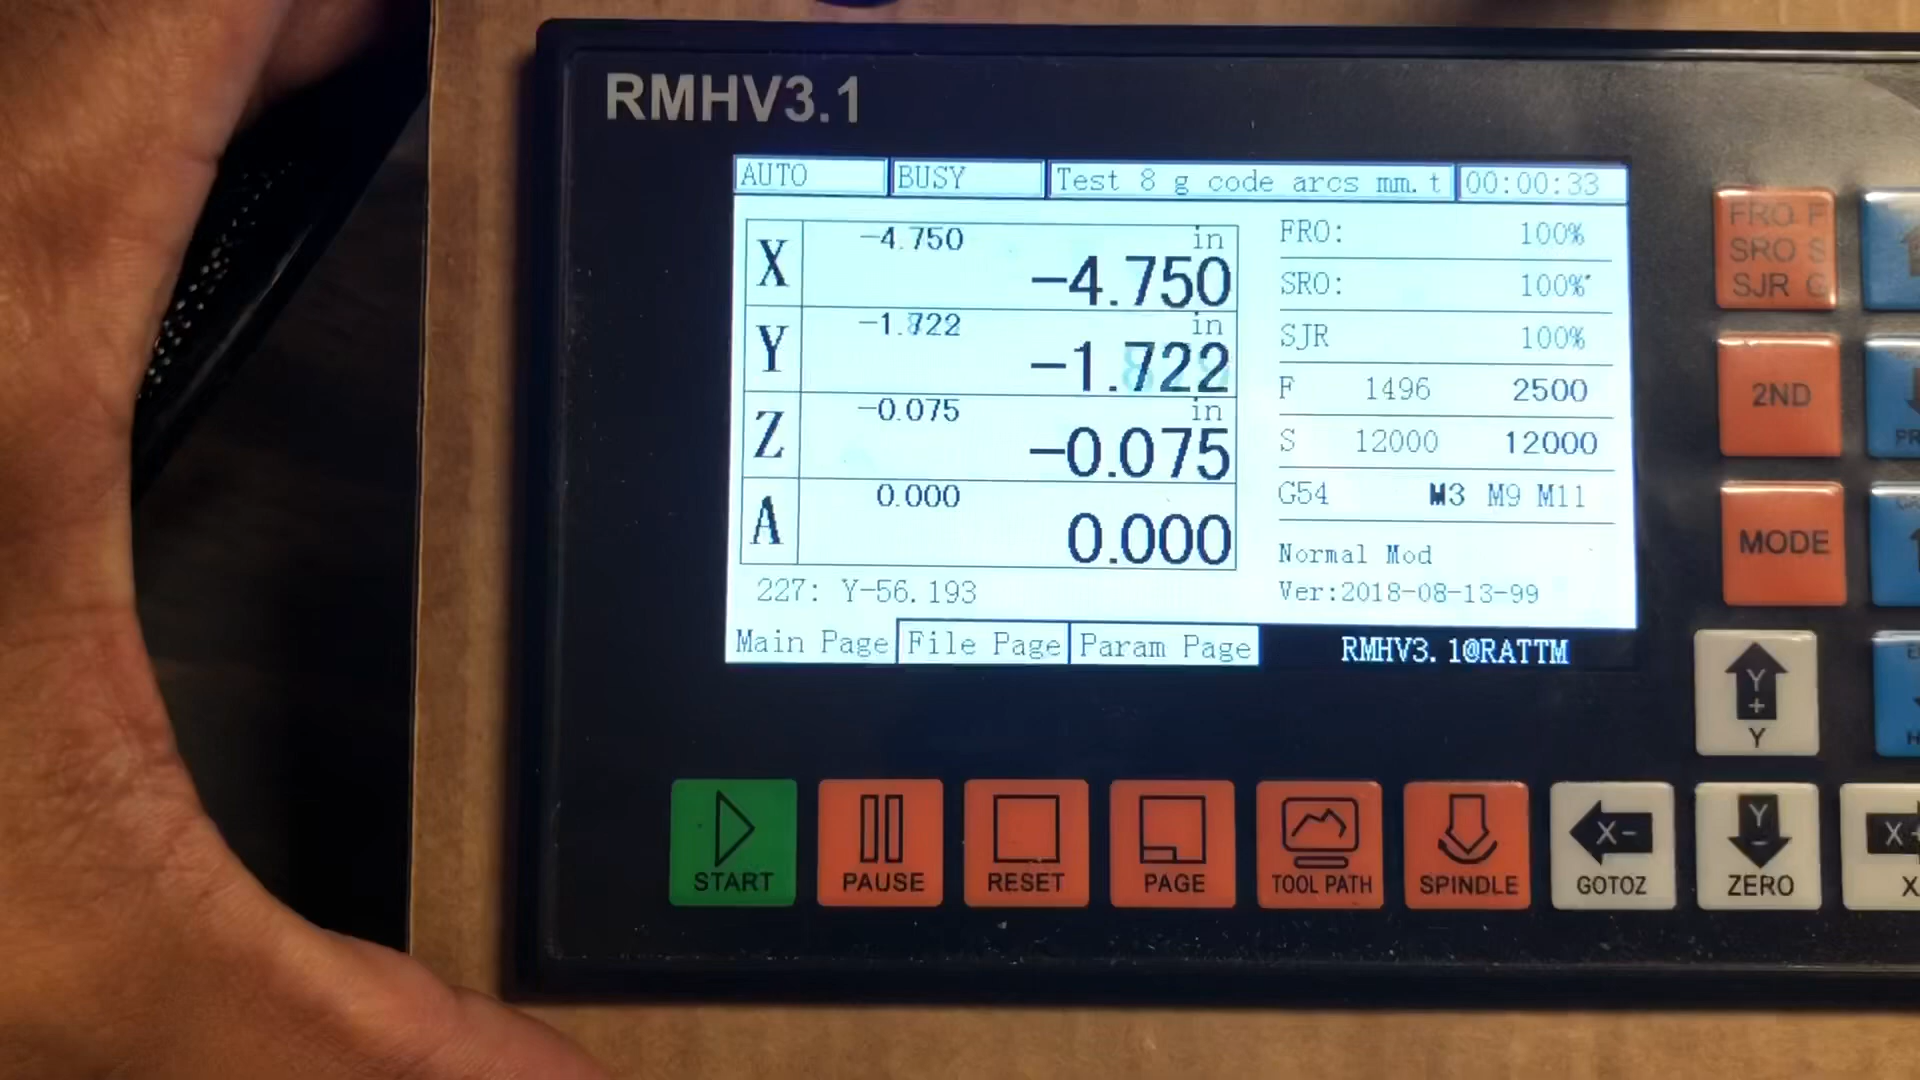 RMHV3.1
AUTO BUSY Test 8 g code arcs mm.t 00:00:33
X -4.750 in -4.750
Y -1.722 in -1.722
Z -0.075 in -0.075
A 0.000 0.000
227: Y-56.193
FRO: 100%
SRO: 100%
SJR 100%
F 1496 2500
S 12000 12000
G54 M3 M9 M11
Normal Mod
Ver:2018-08-13-99
Main Page File Page Param Page RMHV3.1@RATTM
FRO F
SRO S
SJR
2ND
MODE
Y
+
Y
START PAUSE RESET PAGE TOOL PATH SPINDLE
X-
GOTOZ
Y
-
ZERO
X
X